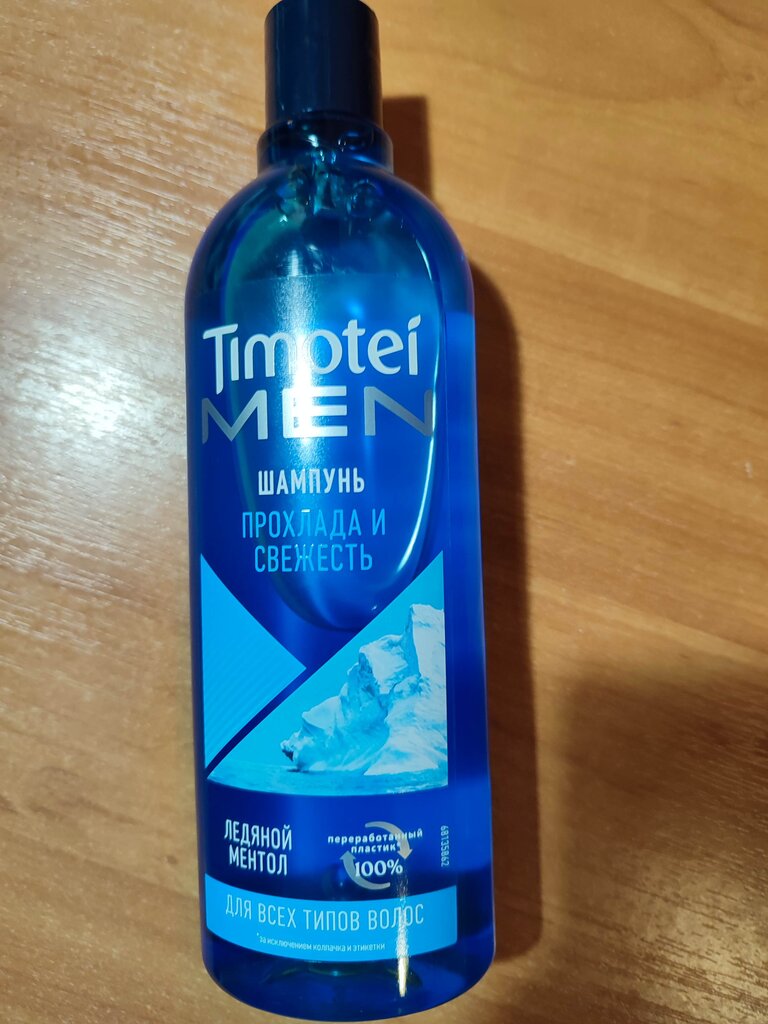 Timotei
MEN
ШАМПУНЬ
ПРОХЛАДА И
СВЕЖЕСТЬ
ЛЕДЯНОЙ
МЕНТОЛ
переработанный
пластик*
100%
68135862
ДЛЯ ВСЕХ ТИПОВ ВОЛОС
*за исключением колпачка и этикетки